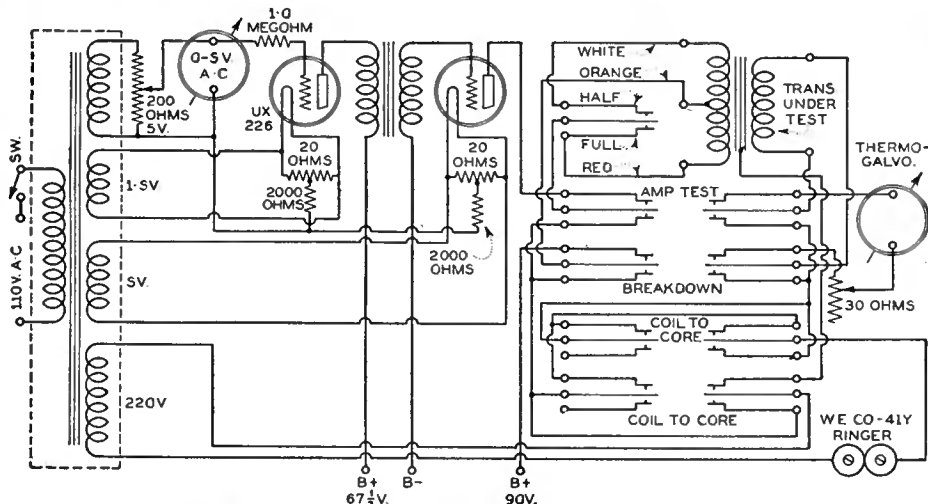 1.0
MEGOHM
0-5V.
A.C
200
OHMS
5V.
UX
226
20
OHMS
2000
OHMS
20
OHMS
2000
OHMS
SW.
110V. A.C
1.5V
5V.
220V
WHITE
ORANGE
HALF
FULL
RED
TRANS
UNDER
TEST
THERMO-
GALVO.
AMP TEST
BREAKDOWN
30 OHMS
COIL TO
CORE
COIL TO CORE
WE CO-41Y
RINGER
B+
67½V.
B-
B+
90V.